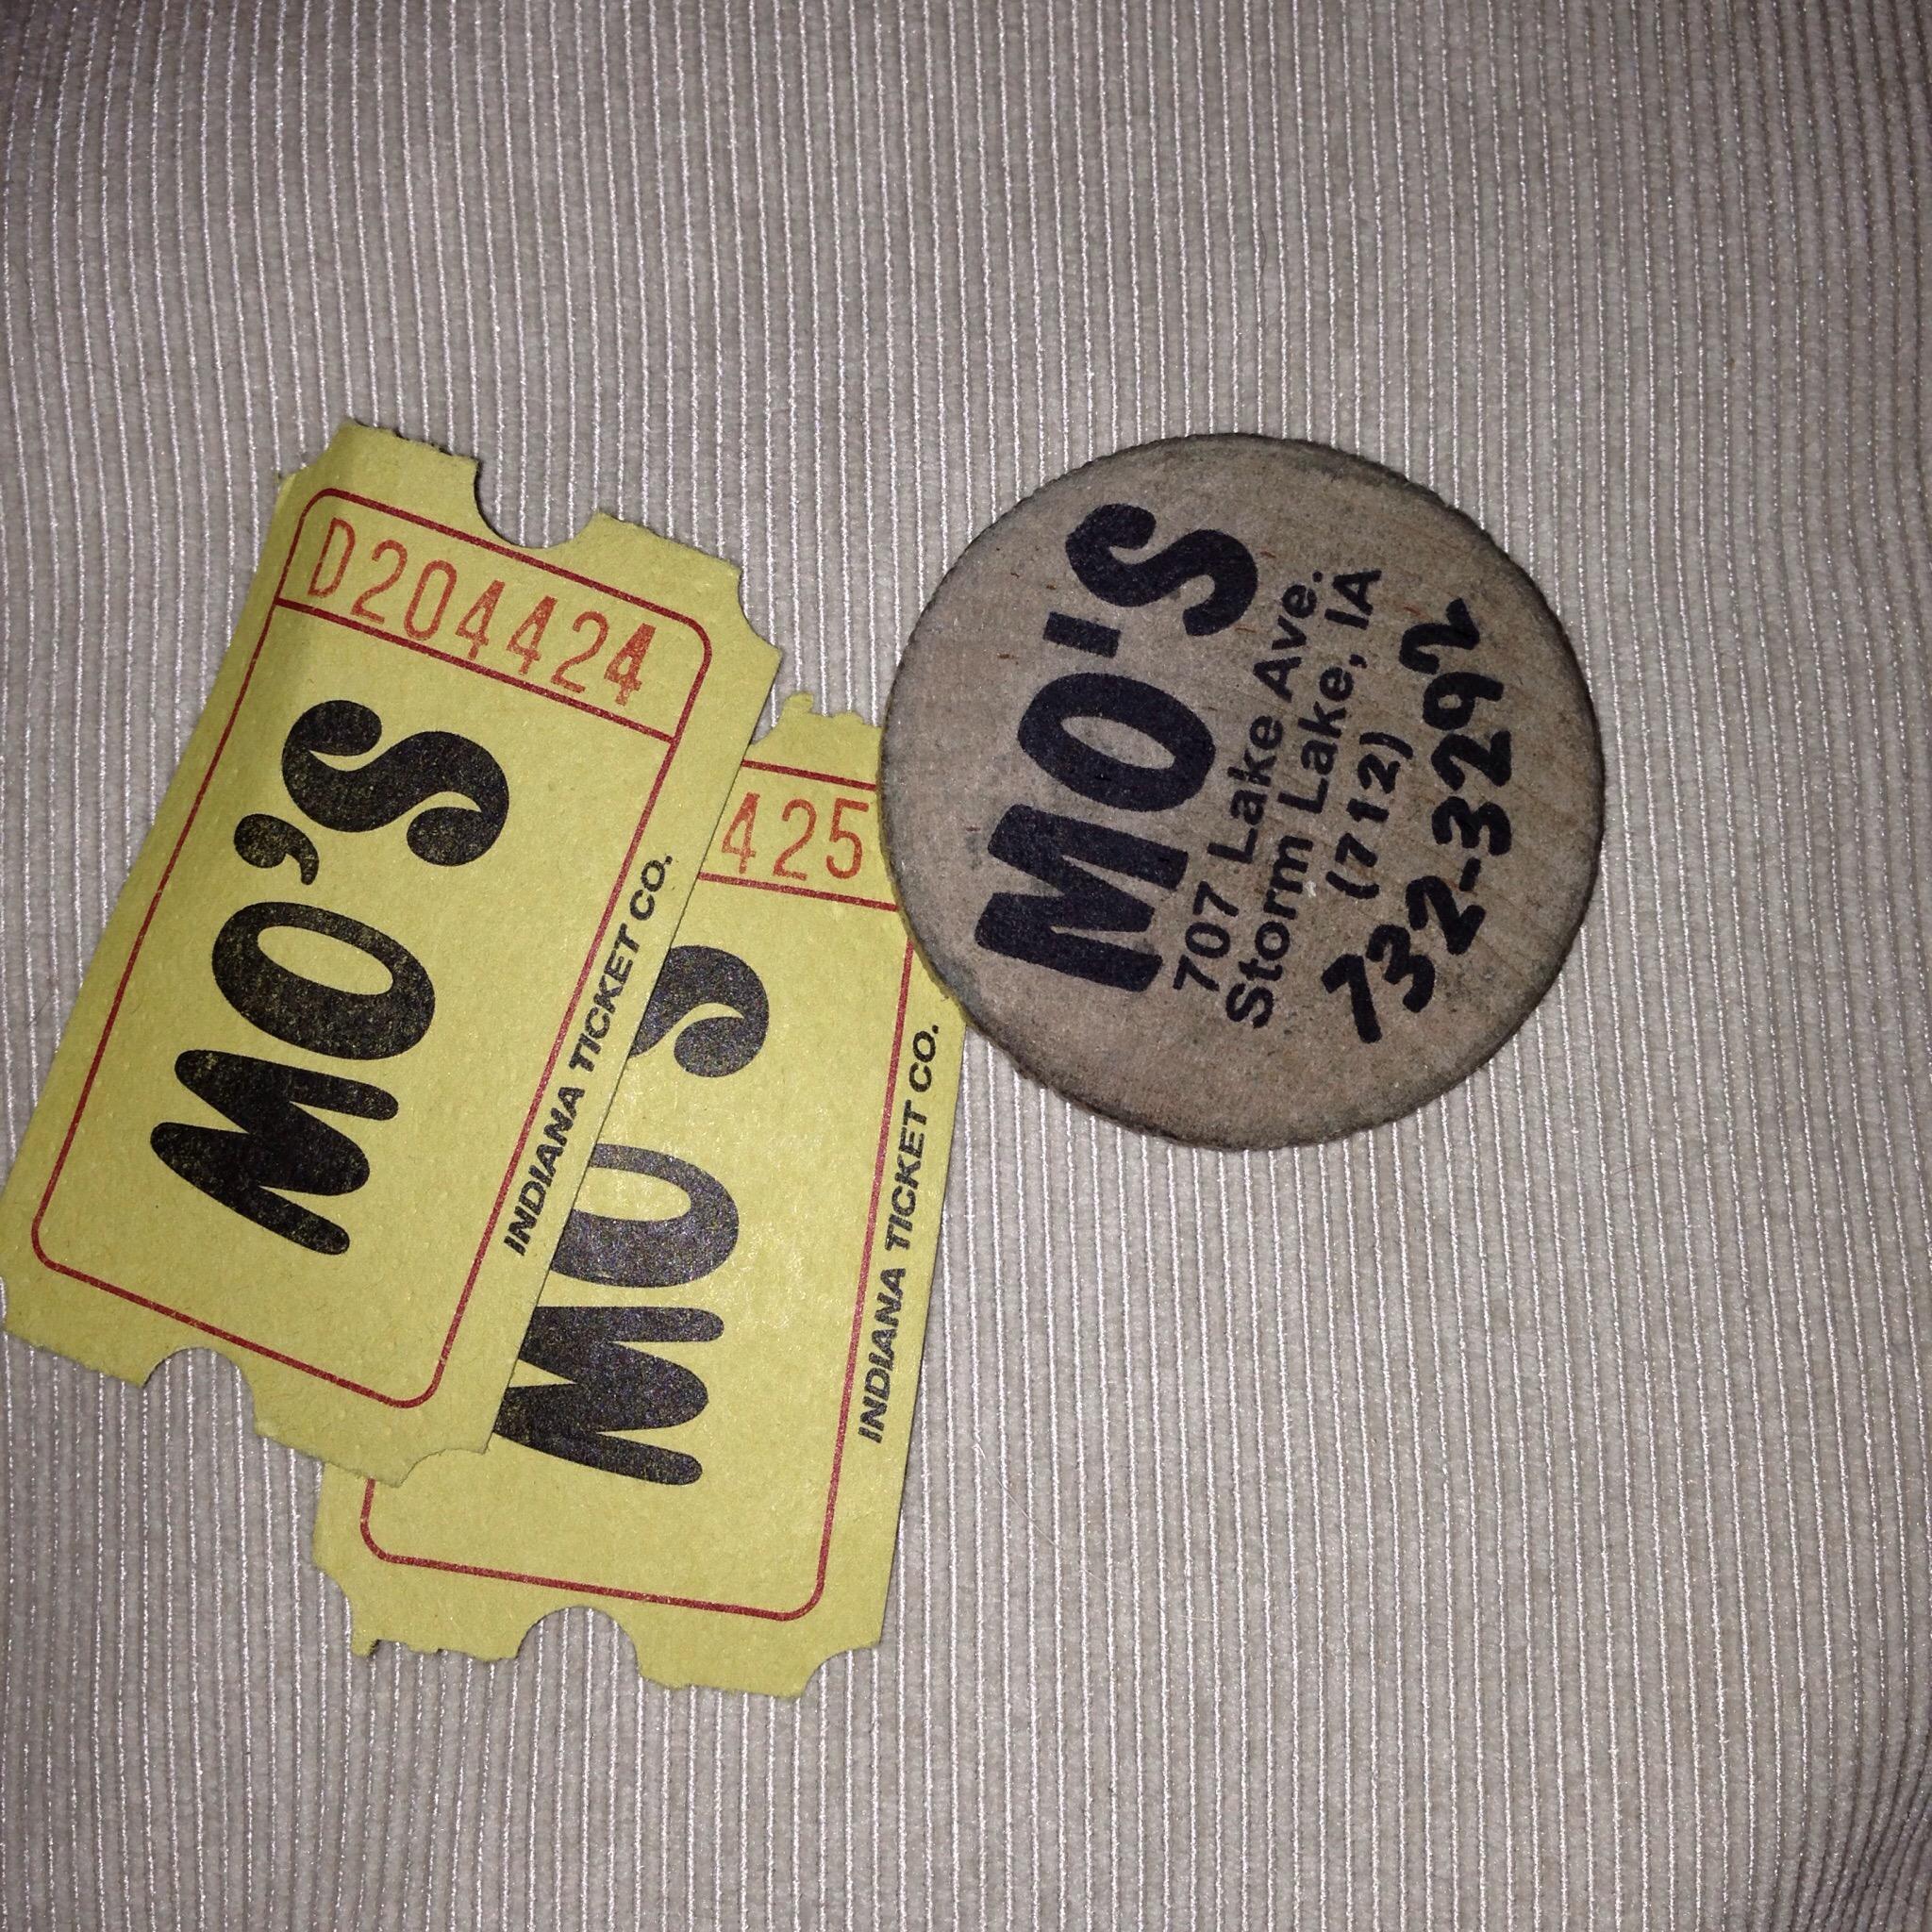 D204424
MO'S
INDIANA TICKET CO.
425
MO'S
INDIANA TICKET CO.
MO'S
707 Lake Ave.
Storm Lake, IA
(712)
732-3292